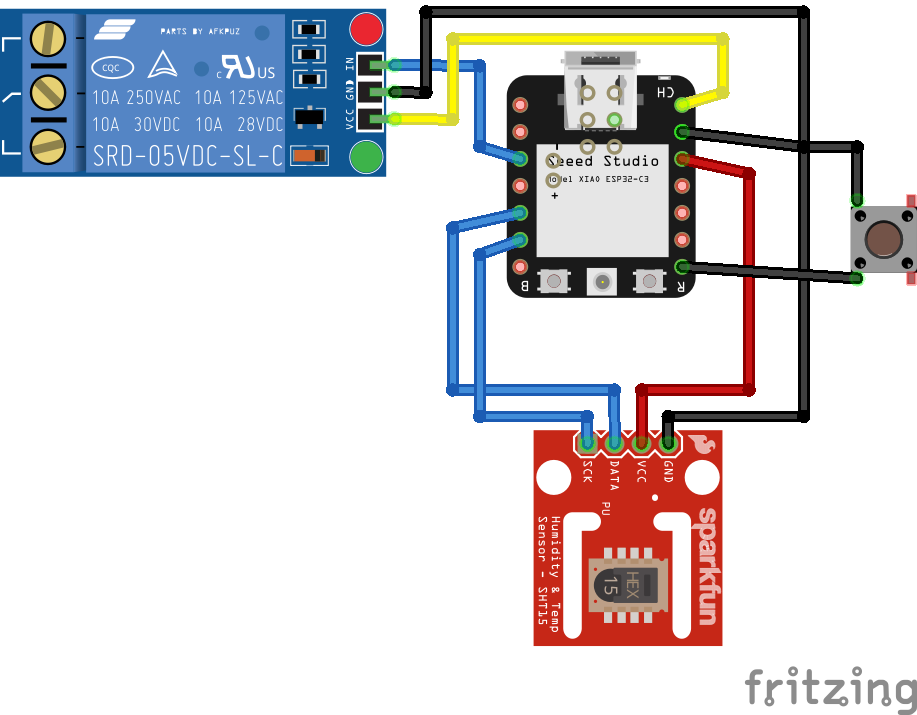 PARTS BY AFKPUZ
CQC
c RU US
10A 250VAC 10A 125VAC
10A 30VDC 10A 28VDC
SRD-05VDC-SL-C
IN
GND
VCC
CH
Seeed Studio
Model XIAO ESP32-C3
-
+
B
R
SCK
DATA
VCC
GND
PU
Humidity & Temp
Sensor - SHT15
HEX
15
sparkfun
fritzing